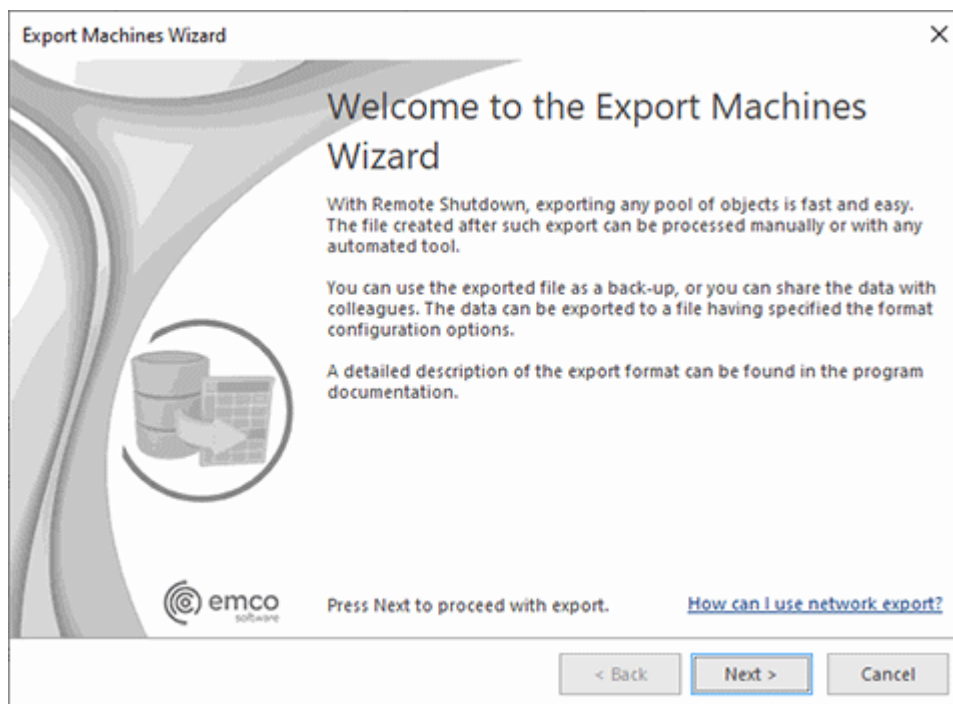 Export Machines Wizard
Welcome to the Export Machines
Wizard
With Remote Shutdown, exporting any pool of objects is fast and easy.
The file created after such export can be processed manually or with any
automated tool.
You can use the exported file as a back-up, or you can share the data with
colleagues. The data can be exported to a file having specified the format
configuration options.
A detailed description of the export format can be found in the program
documentation.
emco
software
Press Next to proceed with export.
How can I use network export?
< Back
Next >
Cancel